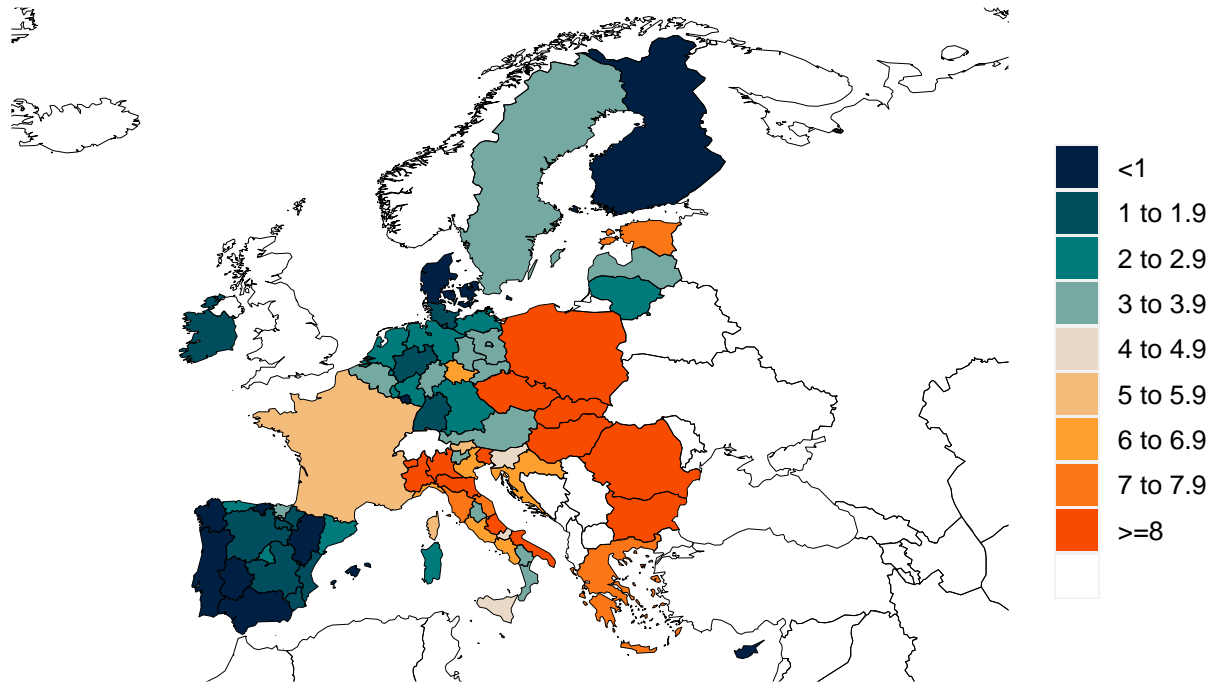 <1
1 to 1.9
2 to 2.9
3 to 3.9
4 to 4.9
5 to 5.9
6 to 6.9
7 to 7.9
>=8